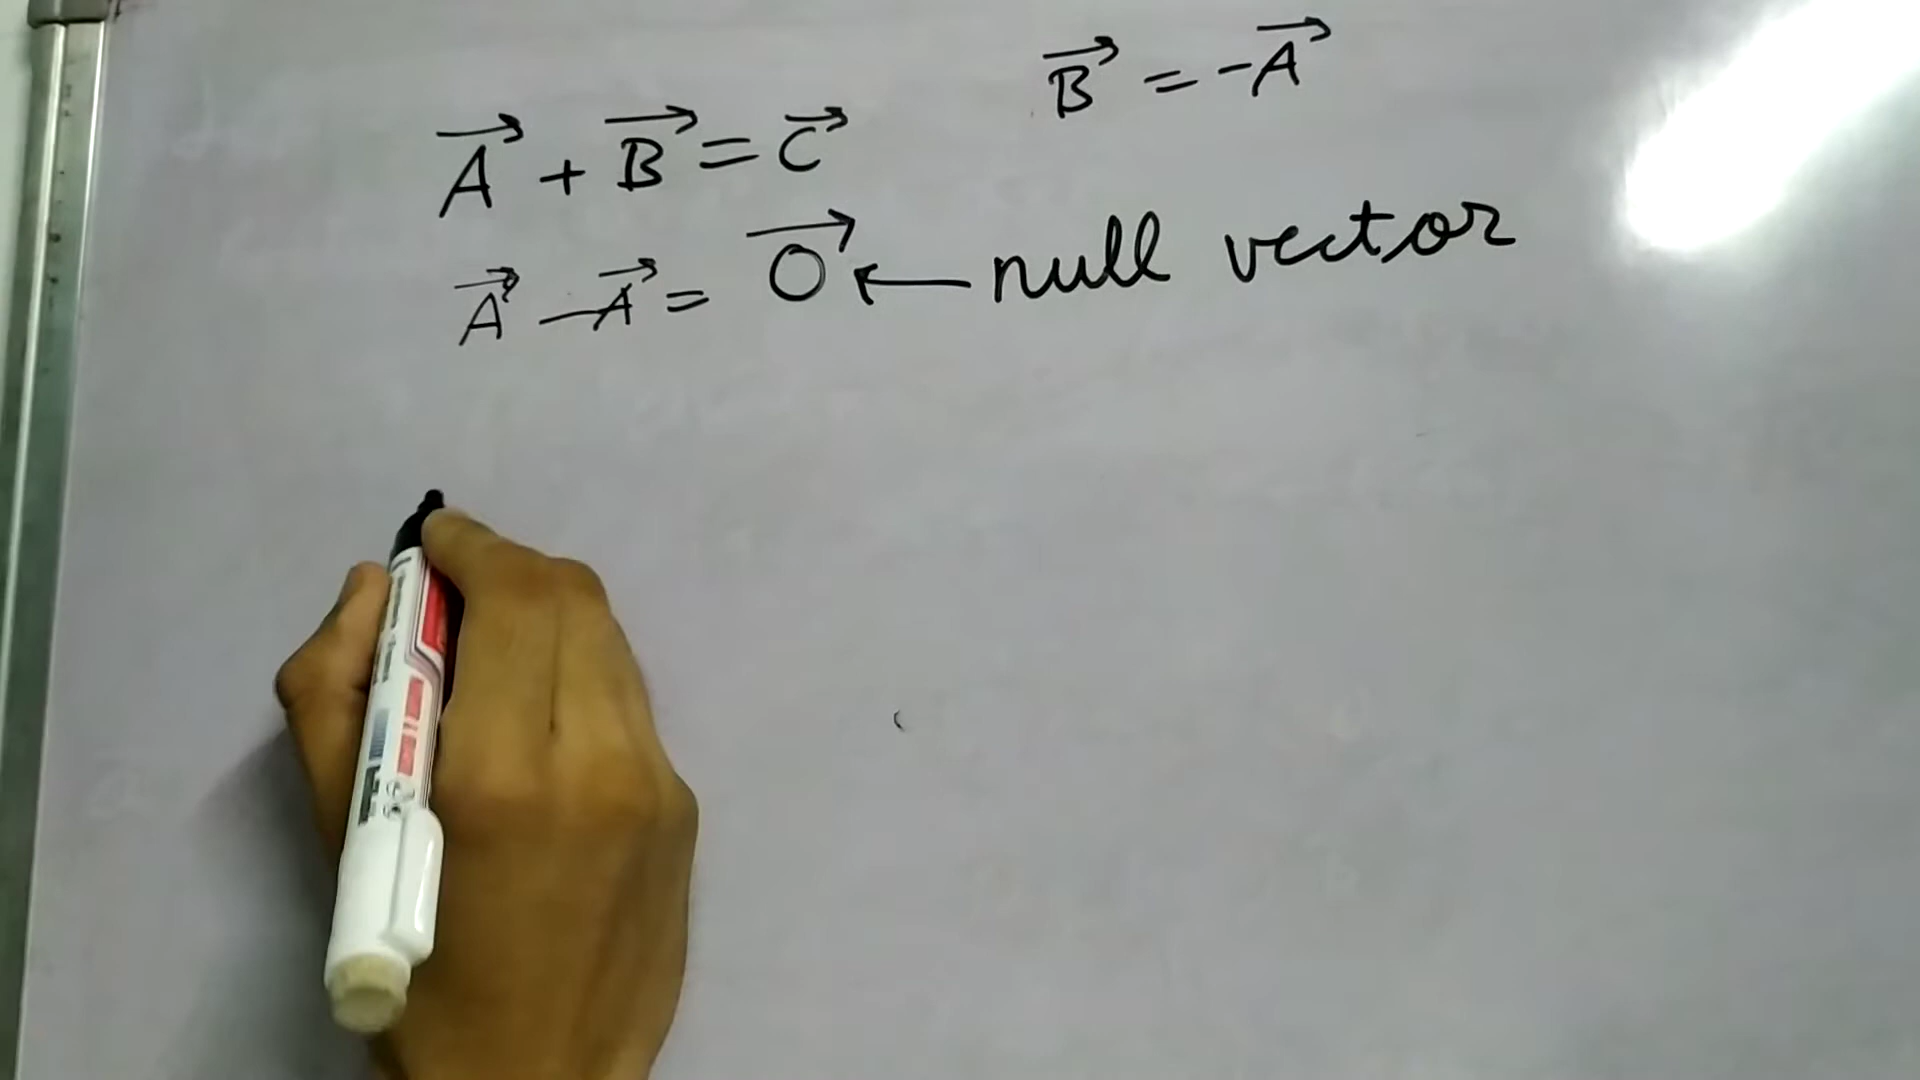 B⃗ = -A⃗
A⃗ + B⃗ = C⃗
A⃗ - A⃗ = O⃗ ← null vector